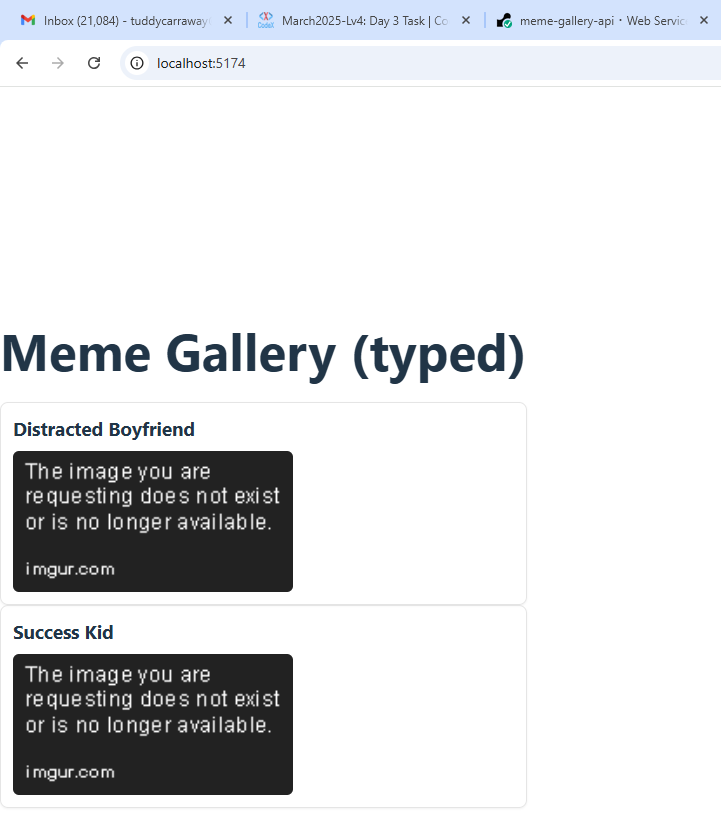 Inbox (21,084) - tuddycarraway
March2025-Lv4: Day 3 Task | Co
meme-gallery-api · Web Servic
localhost:5174
Meme Gallery (typed)
Distracted Boyfriend
The image you are
requesting does not exist
or is no longer available.
imgur.com
Success Kid
The image you are
requesting does not exist
or is no longer available.
imgur.com